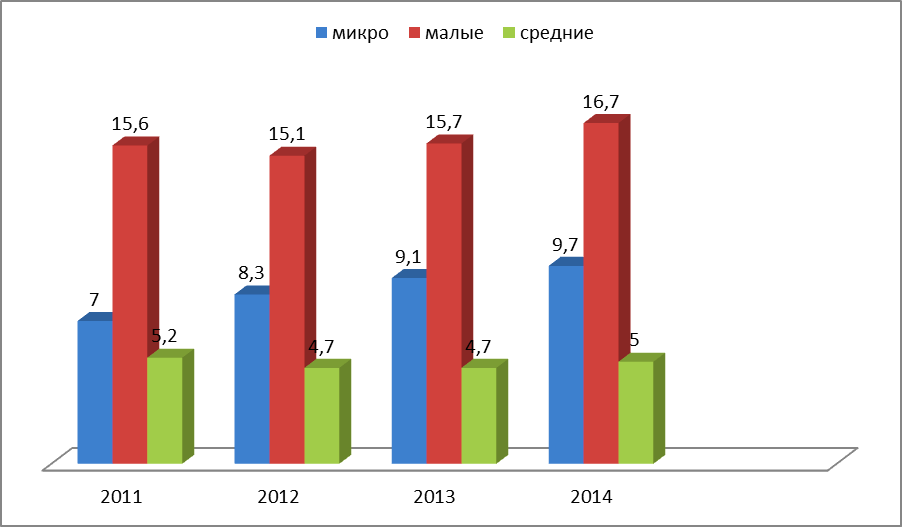 микро малые средние
7 15,6 5,2
8,3 15,1 4,7
9,1 15,7 4,7
9,7 16,7 5
2011 2012 2013 2014